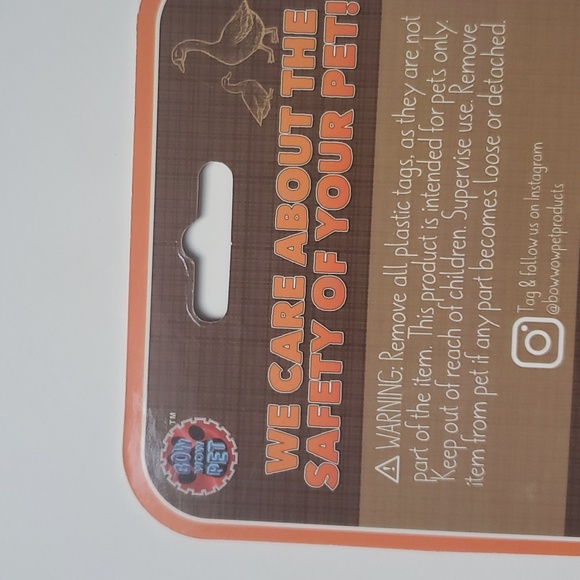 BOW
WOW
PET
TM
WE CARE ABOUT THE
SAFETY OF YOUR PET!
⚠ WARNING: Remove all plastic tags, as they are not
part of the item. This product is intended for pets only.
Keep out of reach of children. Supervise use. Remove
item from pet if any part becomes loose or detached.
Tag & follow us on Instagram
@bowwowpetproducts